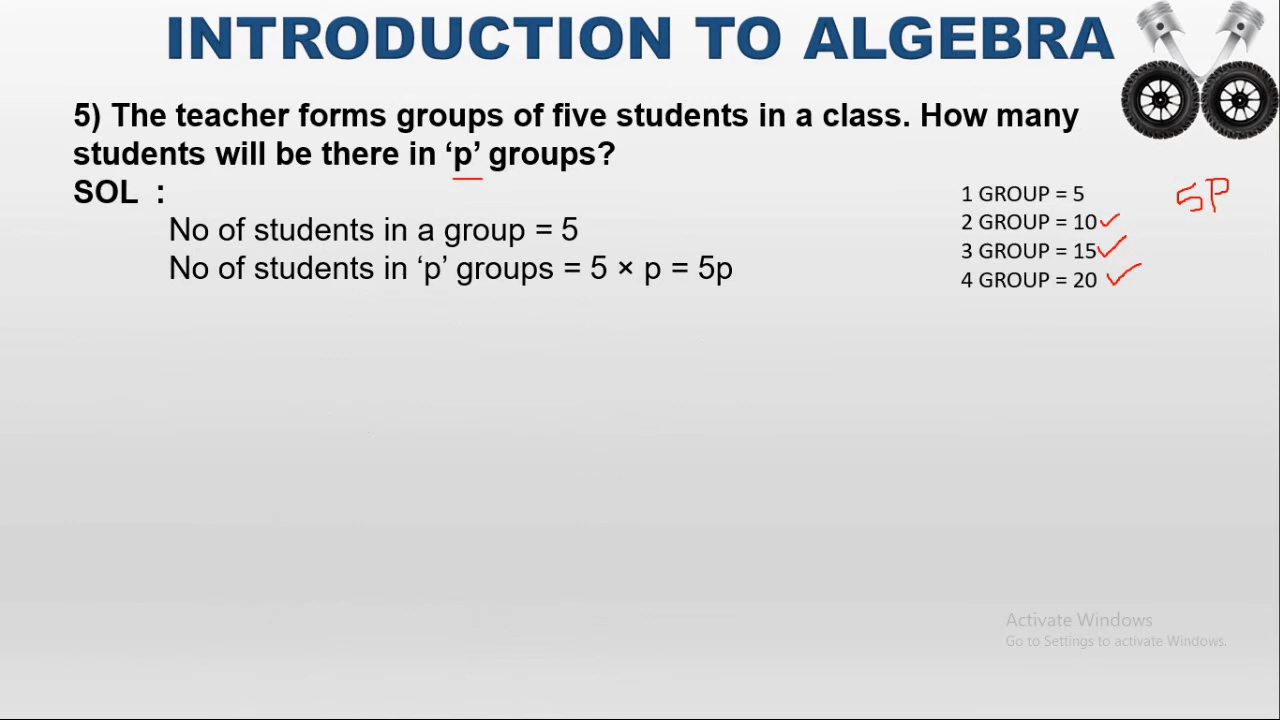 INTRODUCTION TO ALGEBRA
5) The teacher forms groups of five students in a class. How many
students will be there in ‘p’ groups?
SOL :
No of students in a group = 5
No of students in ‘p’ groups = 5 × p = 5p
1 GROUP = 5
2 GROUP = 10
3 GROUP = 15
4 GROUP = 20
5P
Activate Windows
Go to Settings to activate Windows.